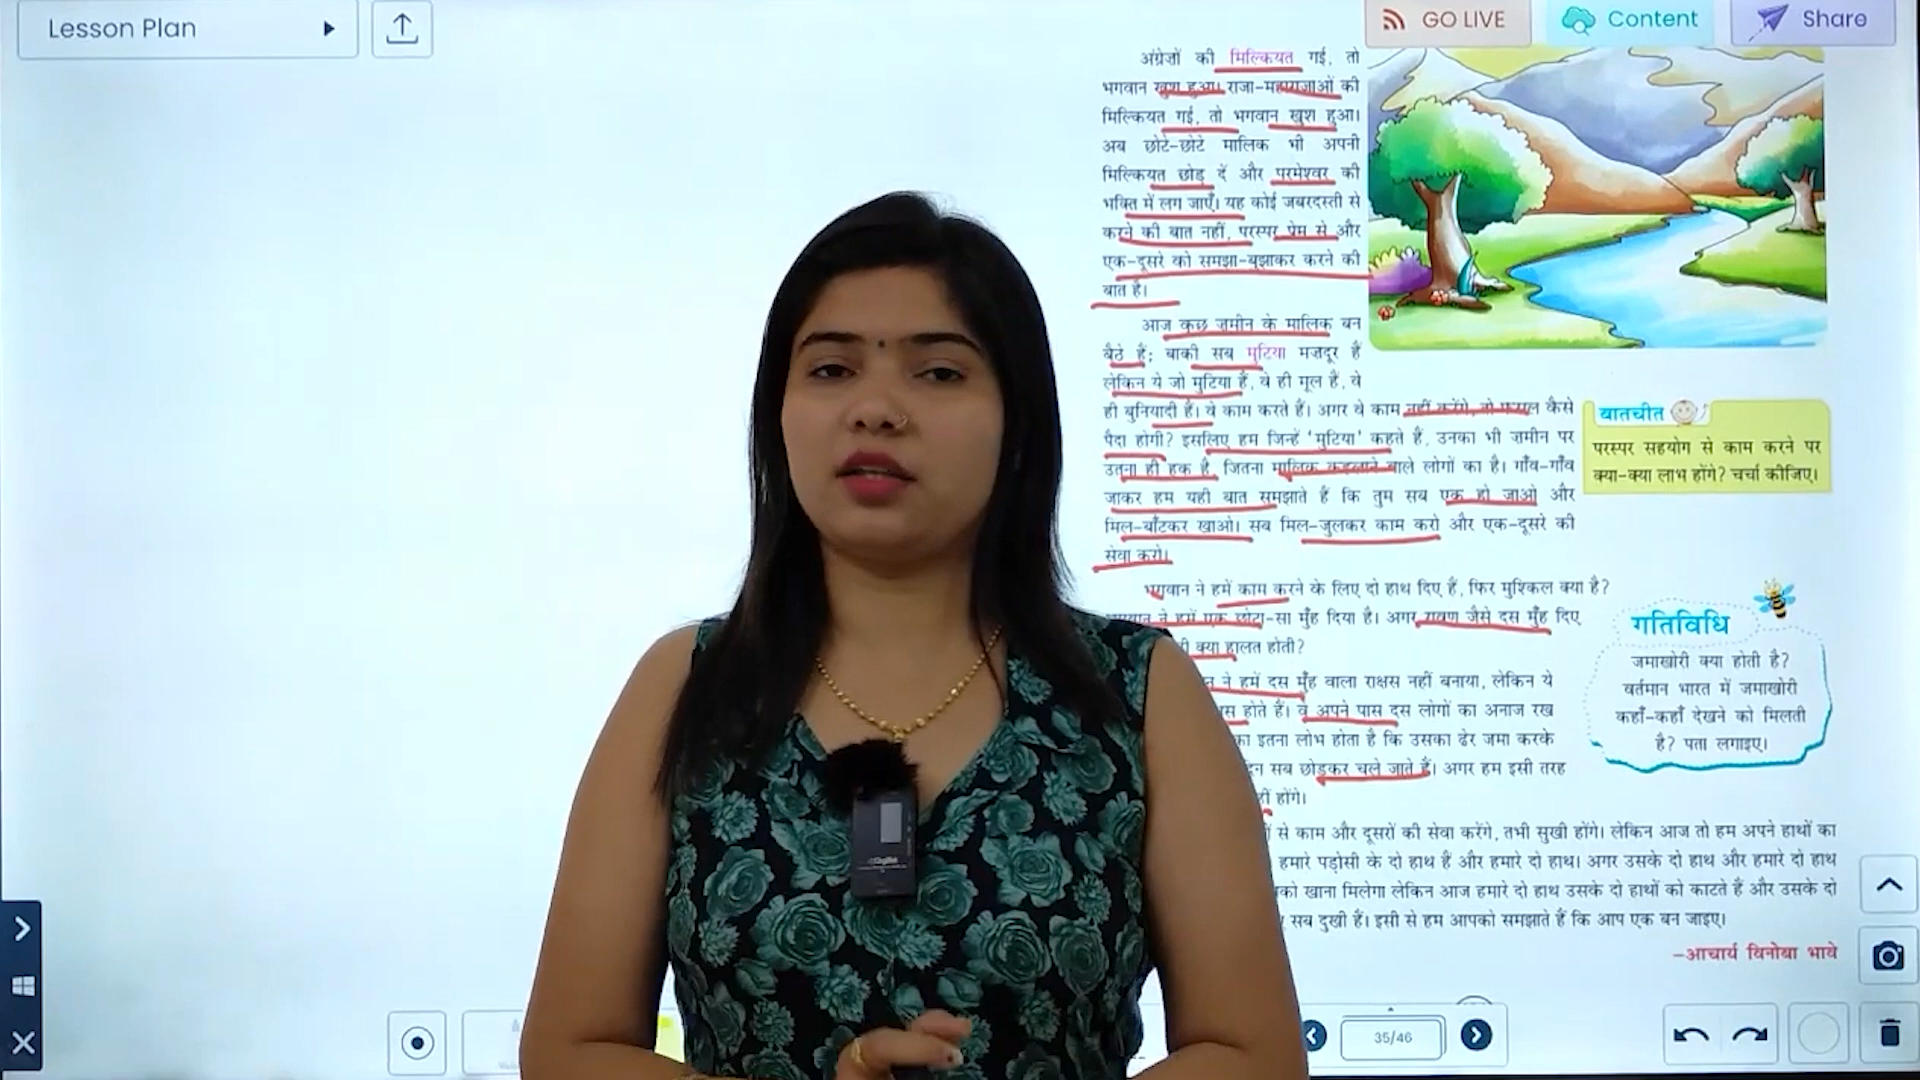 Lesson Plan
GO LIVE
Content
Share
अंग्रेज़ों की मिल्कियत गई, तो
भगवान खुश हुआ। राजा-महाराजाओं की
मिल्कियत गई, तो भगवान खुश हुआ।
अब छोटे-छोटे मालिक भी अपनी
मिल्कियत छोड़ दें और परमेश्वर की
भक्ति में लग जाएँ। यह कोई जबरदस्ती से
करने की बात नहीं, परस्पर प्रेम से और
एक-दूसरे को समझा-बुझाकर करने की
बात है।
आज कुछ ज़मीन के मालिक बन
बैठे हैं; बाकी सब मुटिया मज़दूर हैं
लेकिन ये जो मुटिया हैं, वे ही मूल हैं, वे
ही बुनियादी हैं। वे काम करते हैं। अगर वे काम नहीं करेंगे, तो फसल कैसे
पैदा होगी? इसलिए हम जिन्हें 'मुटिया' कहते हैं, उनका भी ज़मीन पर
उतना ही हक है, जितना मालिक कहलाने वाले लोगों का है। गाँव-गाँव
जाकर हम यही बात समझाते हैं कि तुम सब एक हो जाओ और
मिल-बाँटकर खाओ। सब मिल-जुलकर काम करो और एक-दूसरे की
सेवा करो।
बातचीत
परस्पर सहयोग से काम करने पर
क्या-क्या लाभ होंगे? चर्चा कीजिए।
भगवान ने हमें काम करने के लिए दो हाथ दिए हैं, फिर मुश्किल क्या है?
भगवान ने हमें एक छोटा-सा मुँह दिया है। अगर रावण जैसे दस मुँह दिए
क्या हालत होती?
ने हमें दस मुँह वाला राक्षस नहीं बनाया, लेकिन ये
होते हैं। वे अपने पास दस लोगों का अनाज रख
इतना लोभ होता है कि उसका ढेर जमा करके
सब छोड़कर चले जाते हैं। अगर हम इसी तरह
होंगे।
गतिविधि
जमाखोरी क्या होती है?
वर्तमान भारत में जमाखोरी
कहाँ-कहाँ देखने को मिलती
है? पता लगाइए।
से काम और दूसरों की सेवा करेंगे, तभी सुखी होंगे। लेकिन आज तो हम अपने हाथों का
हमारे पड़ोसी के दो हाथ हैं और हमारे दो हाथ। अगर उसके दो हाथ और हमारे दो हाथ
खाना मिलेगा लेकिन आज हमारे दो हाथ उसके दो हाथों को काटते हैं और उसके दो
सब दुखी हैं। इसी से हम आपको समझाते हैं कि आप एक बन जाइए।
–आचार्य विनोबा भावे
35/46